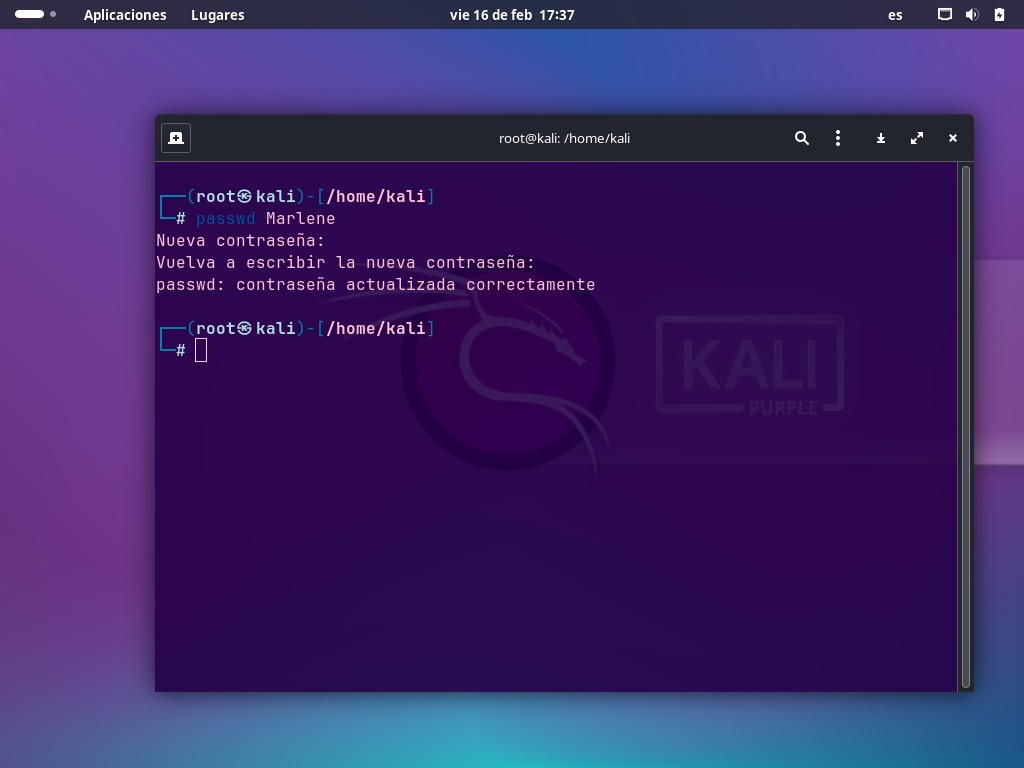 Aplicaciones Lugares vie 16 de feb 17:37 es
root@kali: /home/kali
┌──(root㉿kali)-[/home/kali]
└─# passwd Marlene
Nueva contraseña:
Vuelva a escribir la nueva contraseña:
passwd: contraseña actualizada correctamente
┌──(root㉿kali)-[/home/kali]
└─#
KALI
PURPLE